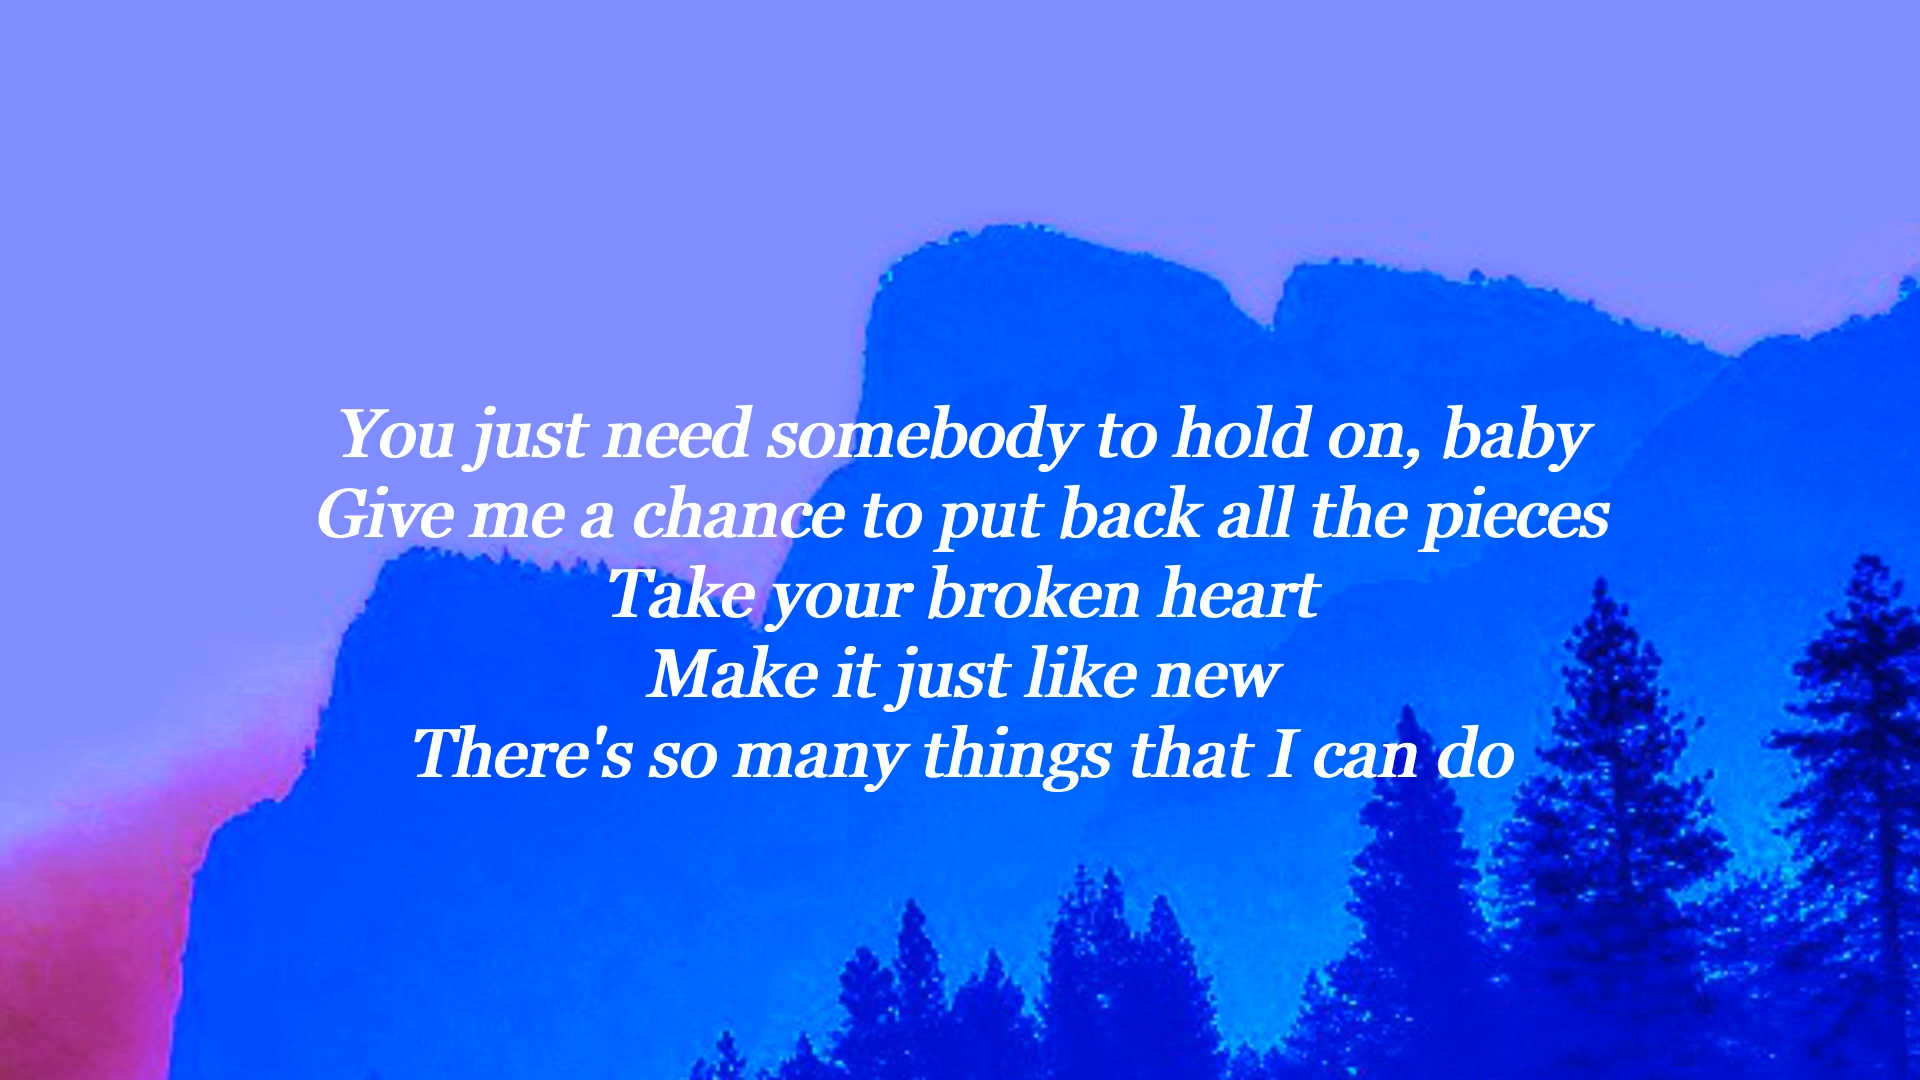 You just need somebody to hold on, baby
Give me a chance to put back all the pieces
Take your broken heart
Make it just like new
There's so many things that I can do